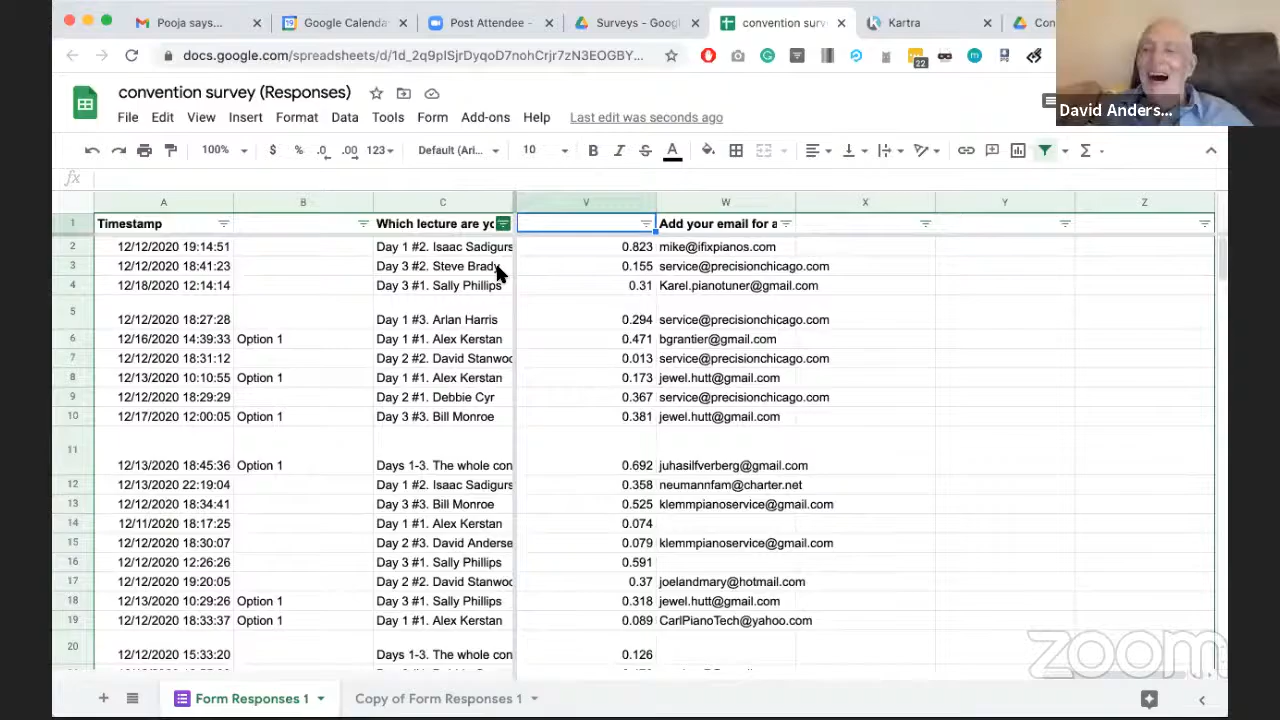 Pooja says...
Google Calenda
Post Attendee -
Surveys - Goog
convention surv
Kartra
Con
docs.google.com/spreadsheets/d/1d_2q9pISjrDyqoD7nohCrjr7zN3EOGBY...
22
David Anders...
convention survey (Responses)
File Edit View Insert Format Data Tools Form Add-ons Help Last edit was seconds ago
100% $ % .0 .00 123 Default (Ari... 10 B I S A
fx
A B C V W X Y Z
1 Timestamp Which lecture are yo Add your email for a
2 12/12/2020 19:14:51 Day 1 #2. Isaac Sadigurs 0.823 mike@ifixpianos.com
3 12/12/2020 18:41:23 Day 3 #2. Steve Brady 0.155 service@precisionchicago.com
4 12/18/2020 12:14:14 Day 3 #1. Sally Phillips 0.31 Karel.pianotuner@gmail.com
5 12/12/2020 18:27:28 Day 1 #3. Arlan Harris 0.294 service@precisionchicago.com
6 12/16/2020 14:39:33 Option 1 Day 1 #1. Alex Kerstan 0.471 bgrantier@gmail.com
7 12/12/2020 18:31:12 Day 2 #2. David Stanwoo 0.013 service@precisionchicago.com
8 12/13/2020 10:10:55 Option 1 Day 1 #1. Alex Kerstan 0.173 jewel.hutt@gmail.com
9 12/12/2020 18:29:29 Day 2 #1. Debbie Cyr 0.367 service@precisionchicago.com
10 12/17/2020 12:00:05 Option 1 Day 3 #3. Bill Monroe 0.381 jewel.hutt@gmail.com
11 12/13/2020 18:45:36 Option 1 Days 1-3. The whole con 0.692 juhasilfverberg@gmail.com
12 12/13/2020 22:19:04 Day 1 #2. Isaac Sadigurs 0.358 neumannfam@charter.net
13 12/12/2020 18:34:41 Day 3 #3. Bill Monroe 0.525 klemmpianoservice@gmail.com
14 12/11/2020 18:17:25 Day 1 #1. Alex Kerstan 0.074
15 12/12/2020 18:30:07 Day 2 #3. David Anderse 0.079 klemmpianoservice@gmail.com
16 12/12/2020 12:26:26 Day 3 #1. Sally Phillips 0.591
17 12/12/2020 19:20:05 Day 2 #2. David Stanwoo 0.37 joelandmary@hotmail.com
18 12/13/2020 10:29:26 Option 1 Day 3 #1. Sally Phillips 0.318 jewel.hutt@gmail.com
19 12/12/2020 18:33:37 Option 1 Day 1 #1. Alex Kerstan 0.089 CarlPianoTech@yahoo.com
20 12/12/2020 15:33:20 Days 1-3. The whole con 0.126
zoom
Form Responses 1 Copy of Form Responses 1